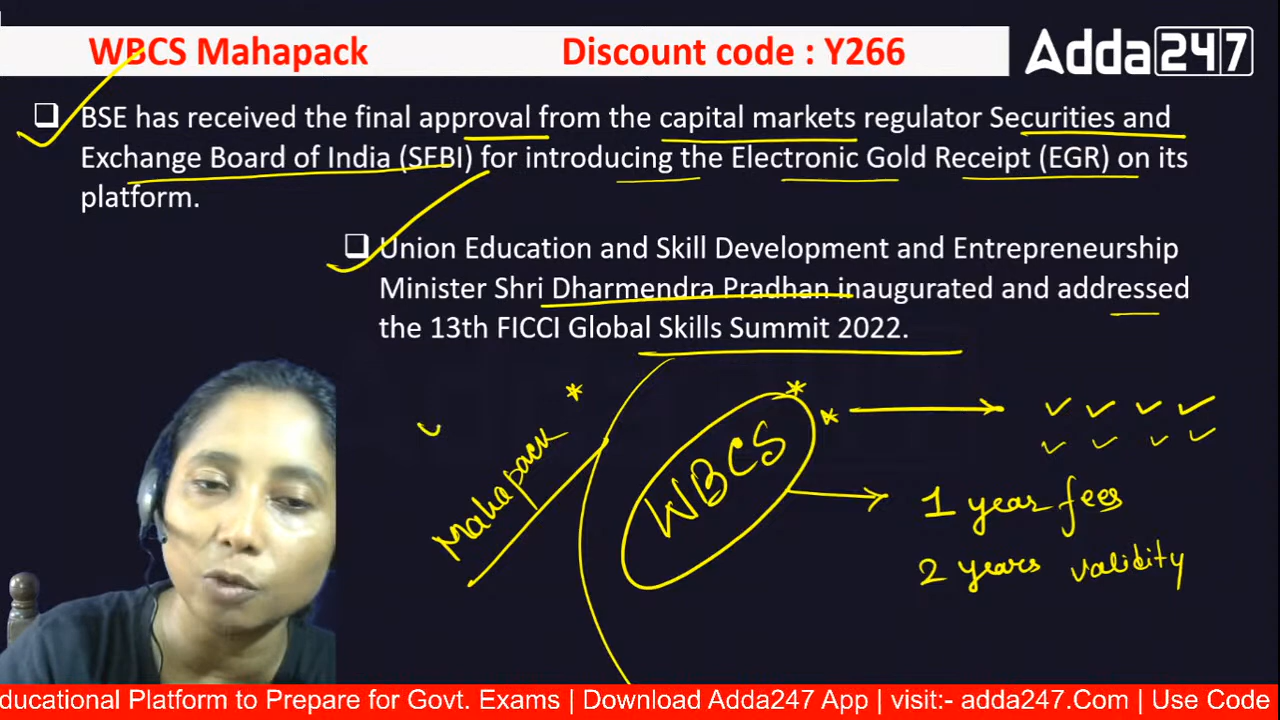 WBCS Mahapack Discount code : Y266 Adda247
BSE has received the final approval from the capital markets regulator Securities and
Exchange Board of India (SEBI) for introducing the Electronic Gold Receipt (EGR) on its
platform.
Union Education and Skill Development and Entrepreneurship
Minister Shri Dharmendra Pradhan inaugurated and addressed
the 13th FICCI Global Skills Summit 2022.
Mahapack
WBCS
1 year fees
2 years validity
ducational Platform to Prepare for Govt. Exams | Download Adda247 App | visit:- adda247.Com | Use Code